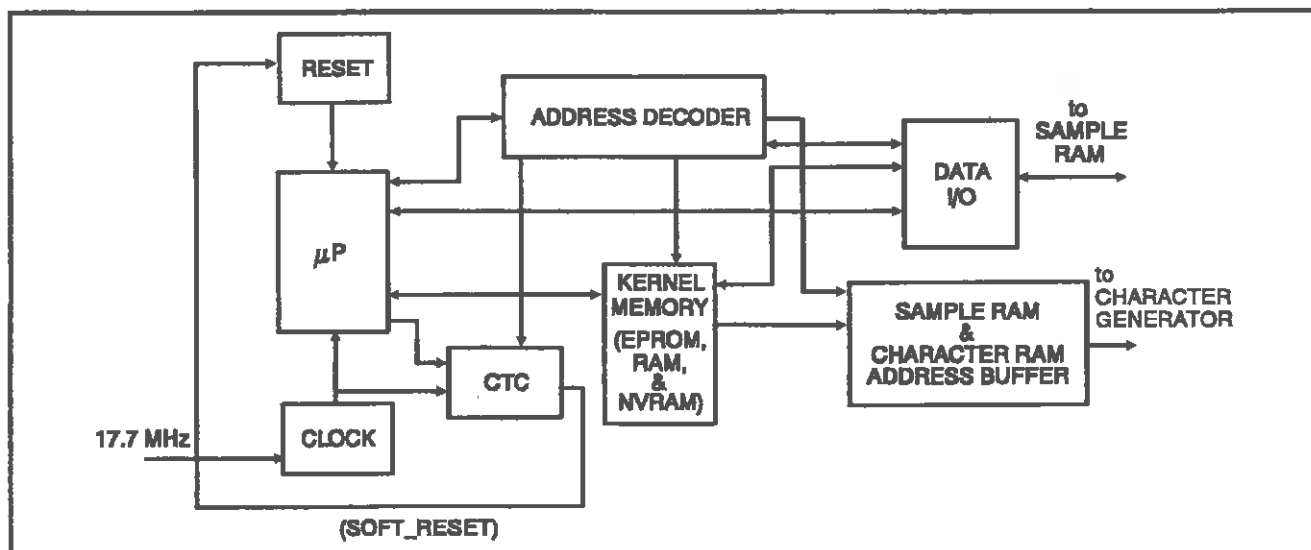 RESET
ADDRESS DECODER
to
SAMPLE
RAM
DATA
I/O
μP
KERNEL
MEMORY
(EPROM,
RAM,
&
NVRAM)
to
CHARACTER
GENERATOR
SAMPLE RAM
&
CHARACTER RAM
ADDRESS BUFFER
CTC
17.7 MHz
CLOCK
(SOFT_RESET)